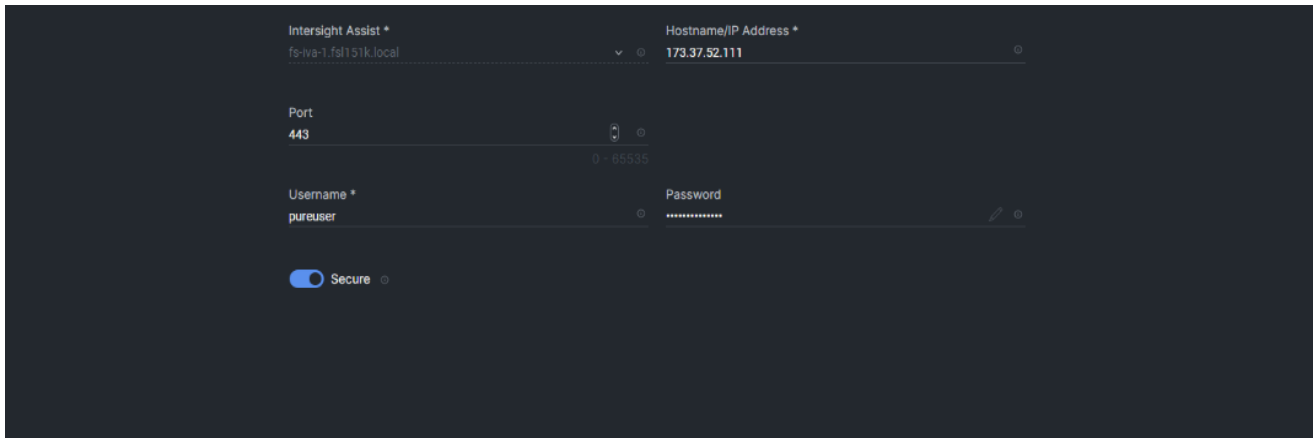 Intersight Assist *
Hostname/IP Address *
fs-iva-1.fsl151k.local
173.37.52.111
Port
443
0 - 65535
Username *
Password
pureuser
••••••••••••••
Secure